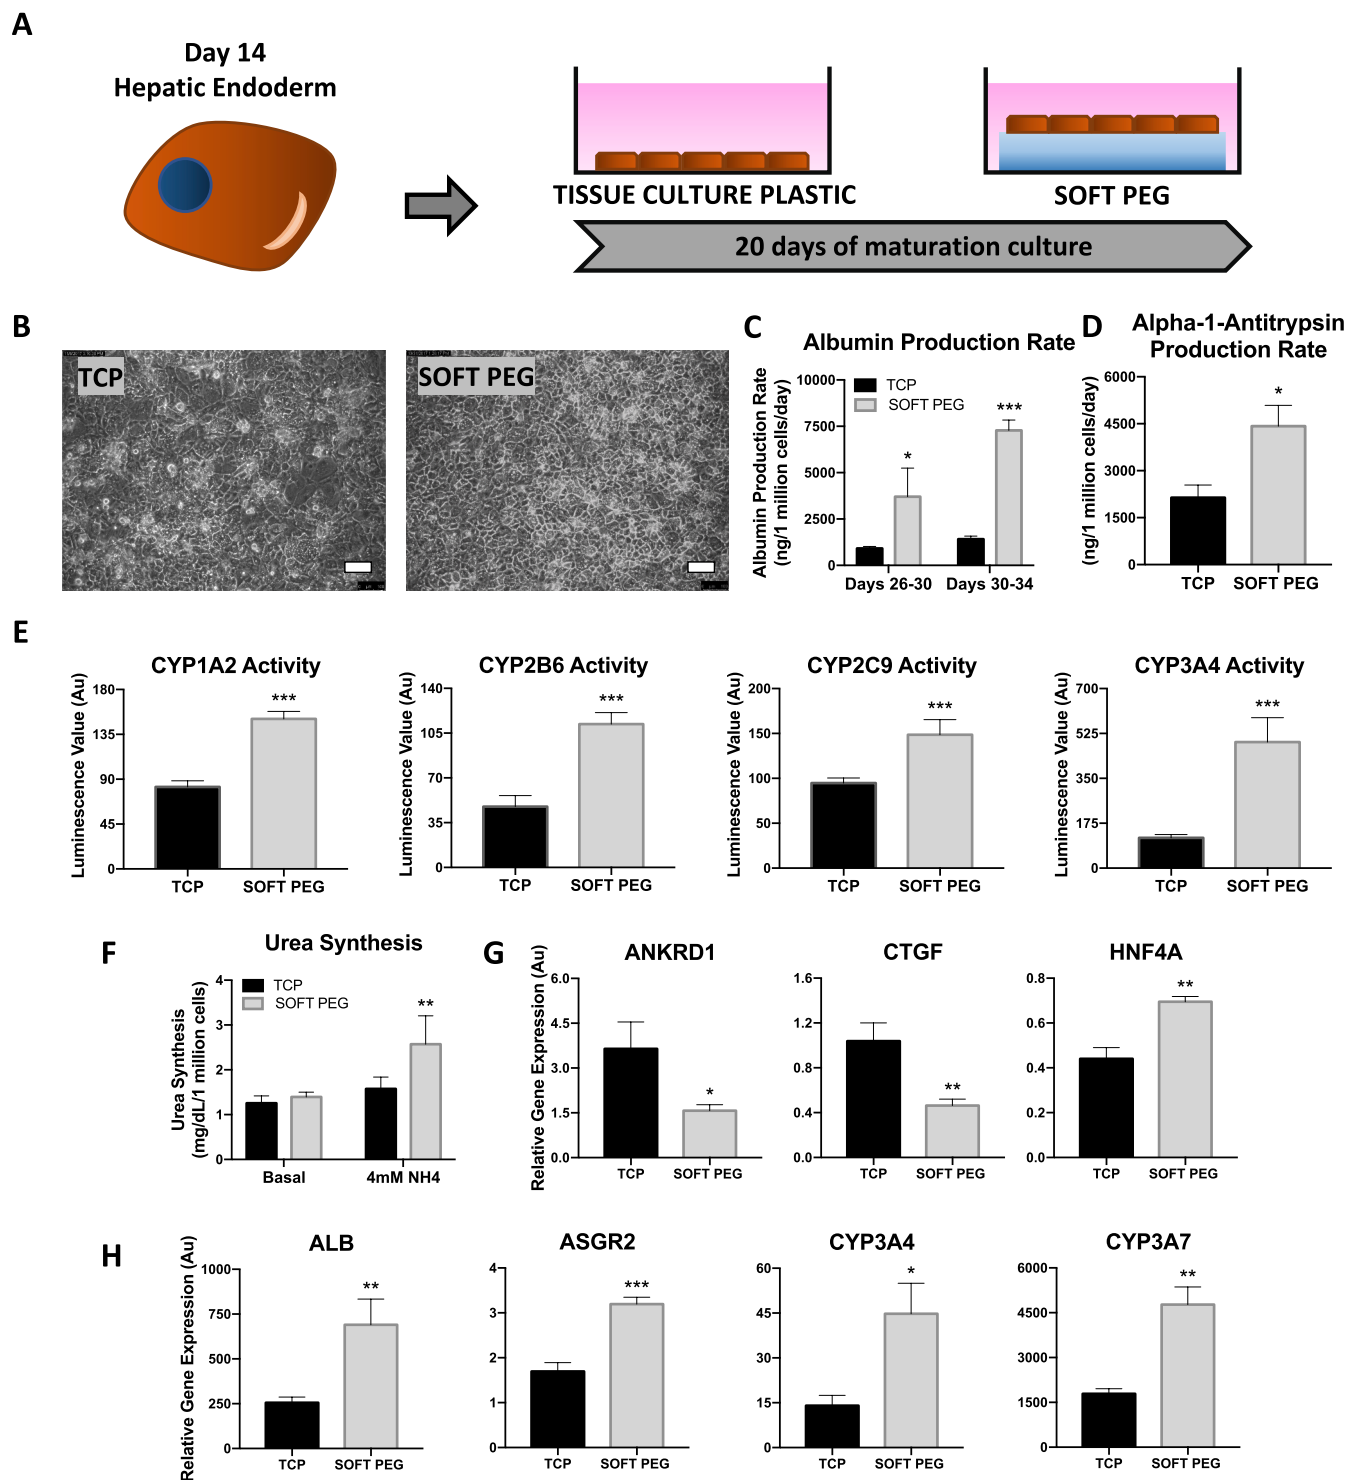 A
Day 14
Hepatic Endoderm
TISSUE CULTURE PLASTIC
SOFT PEG
20 days of maturation culture
B
TCP
SOFT PEG
C
Albumin Production Rate
Albumin Production Rate
(ng/1 million cells/day)
10000
7500
5000
2500
0
TCP
SOFT PEG
*
***
Days 26-30
Days 30-34
D
Alpha-1-Antitrypsin
Production Rate
(ng/1 million cells/day)
6000
4500
3000
1500
0
*
TCP
SOFT PEG
E
CYP1A2 Activity
Luminescence Value (Au)
180
135
90
45
0
***
TCP
SOFT PEG
CYP2B6 Activity
Luminescence Value (Au)
140
105
70
35
0
***
TCP
SOFT PEG
CYP2C9 Activity
Luminescence Value (Au)
200
150
100
50
0
***
TCP
SOFT PEG
CYP3A4 Activity
Luminescence Value (Au)
700
525
350
175
0
***
TCP
SOFT PEG
F
Urea Synthesis
Urea Synthesis
(mg/dL/1 million cells)
4
3
2
1
0
TCP
SOFT PEG
**
Basal
4mM NH4
G
ANKRD1
Relative Gene Expression (Au)
6.0
4.5
3.0
1.5
0.0
*
TCP
SOFT PEG
CTGF
1.6
1.2
0.8
0.4
0.0
**
TCP
SOFT PEG
HNF4A
0.8
0.6
0.4
0.2
0.0
**
TCP
SOFT PEG
H
ALB
Relative Gene Expression (Au)
1000
750
500
250
0
**
TCP
SOFT PEG
ASGR2
4
3
2
1
0
***
TCP
SOFT PEG
CYP3A4
60
45
30
15
0
*
TCP
SOFT PEG
CYP3A7
6000
4500
3000
1500
0
**
TCP
SOFT PEG